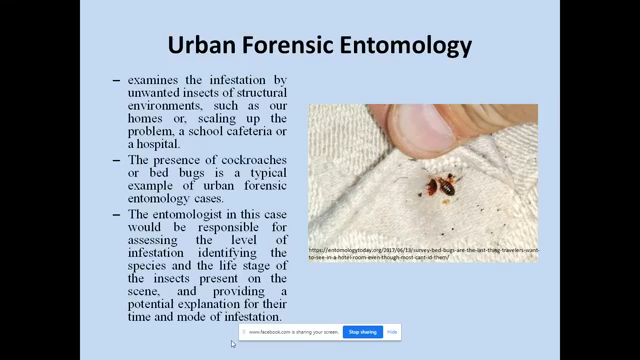 Urban Forensic Entomology
– examines the infestation by
unwanted insects of structural
environments, such as our
homes or, scaling up the
problem, a school cafeteria or
a hospital.
– The presence of cockroaches
or bed bugs is a typical
example of urban forensic
entomology cases.
– The entomologist in this case
would be responsible for
assessing the level of
infestation identifying the
species and the life stage of
the insects present on the
scene, and providing a
potential explanation for their
time and mode of infestation.
https://entomologytoday.org/2017/06/13/survey-bed-bugs-are-the-last-thing-travelers-want-
to-see-in-a-hotel-room-even-though-most-cant-id-them/
www.facebook.com is sharing your screen.
Stop sharing
Hide